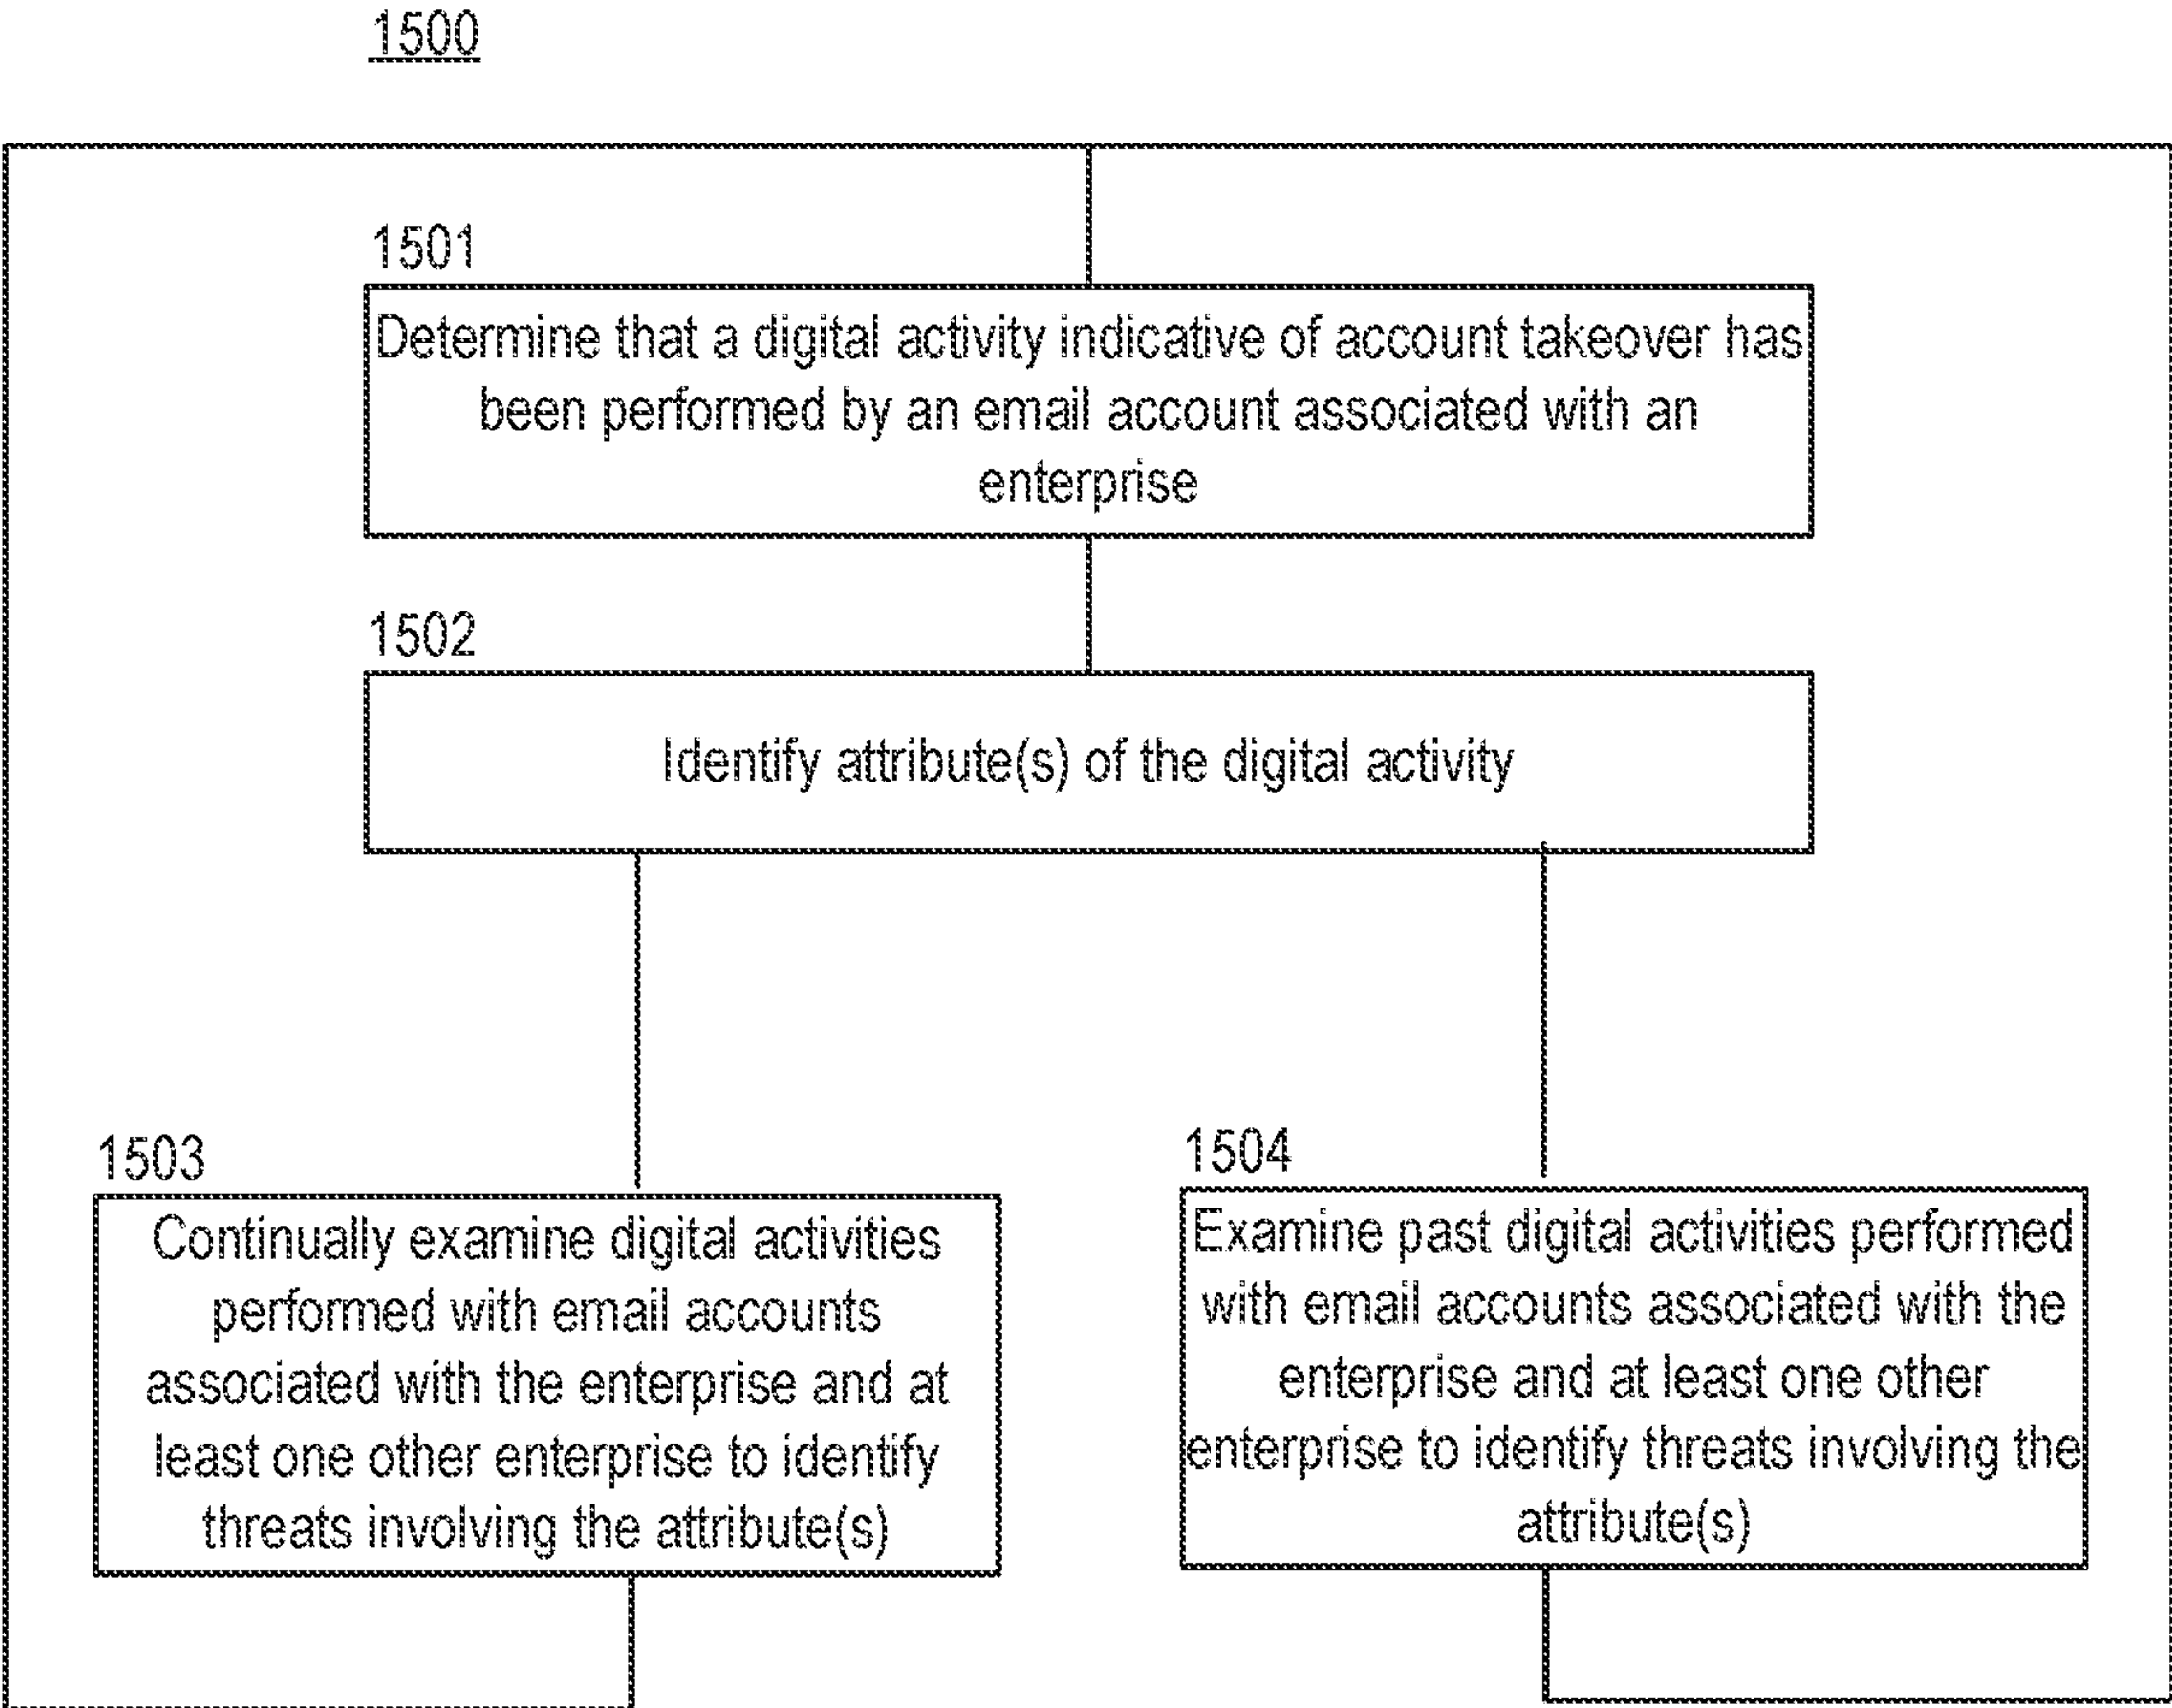 1500
1501
Determine that a digital activity indicative of account takeover has
been performed by an email account associated with an
enterprise
1502
Identify attribute(s) of the digital activity
1503
Continually examine digital activities
performed with email accounts
associated with the enterprise and at
least one other enterprise to identify
threats involving the attribute(s)
1504
Examine past digital activities performed
with email accounts associated with the
enterprise and at least one other
enterprise to identify threats involving the
attribute(s)